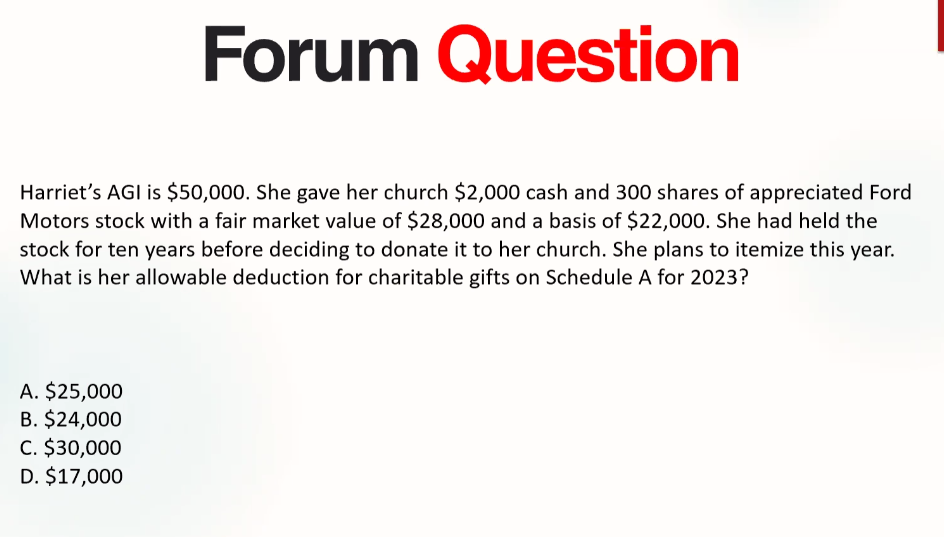 Forum Question
Harriet’s AGI is $50,000. She gave her church $2,000 cash and 300 shares of appreciated Ford
Motors stock with a fair market value of $28,000 and a basis of $22,000. She had held the
stock for ten years before deciding to donate it to her church. She plans to itemize this year.
What is her allowable deduction for charitable gifts on Schedule A for 2023?
A. $25,000
B. $24,000
C. $30,000
D. $17,000